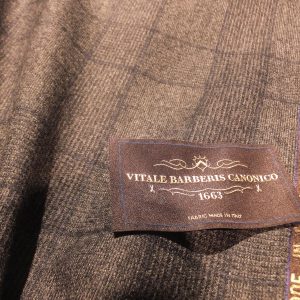 VITALE BARBERIS CANONICO
1663
FABRIC MADE IN ITALY